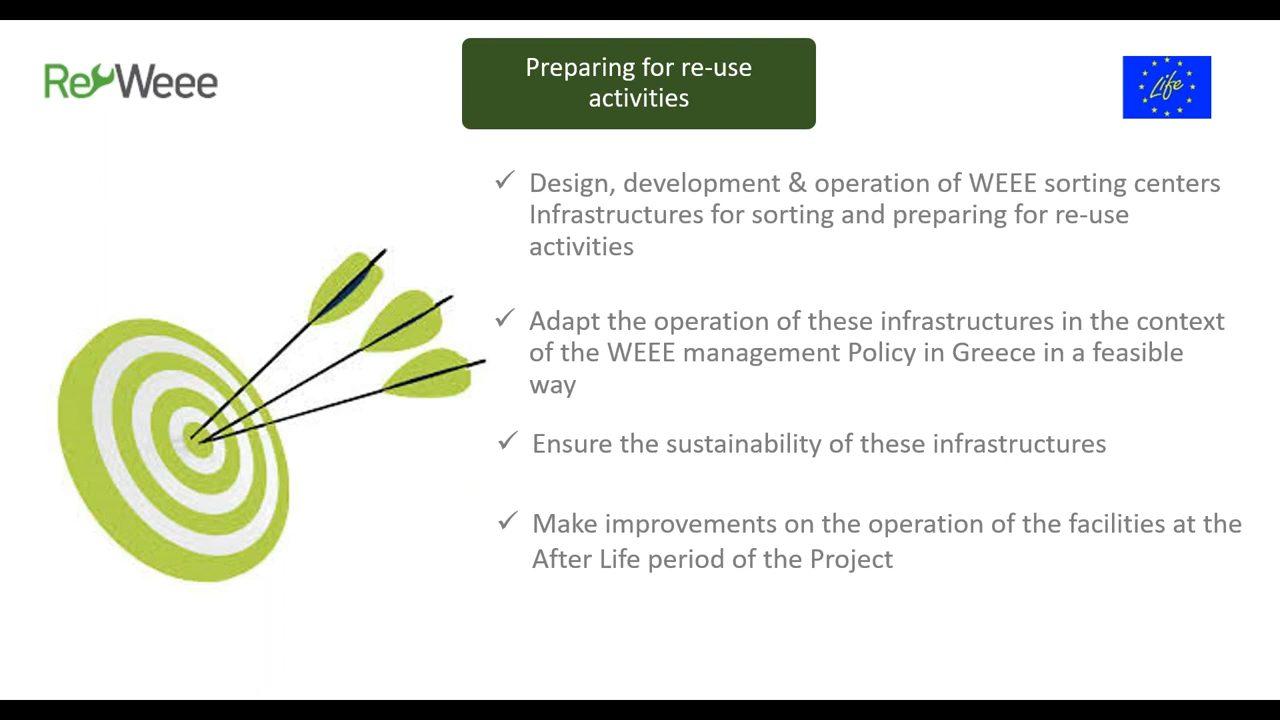 Preparing for re-use
activities
Re Weee
Life
✓ Design, development & operation of WEEE sorting centers
Infrastructures for sorting and preparing for re-use
activities
✓ Adapt the operation of these infrastructures in the context
of the WEEE management Policy in Greece in a feasible
way
✓ Ensure the sustainability of these infrastructures
✓ Make improvements on the operation of the facilities at the
After Life period of the Project